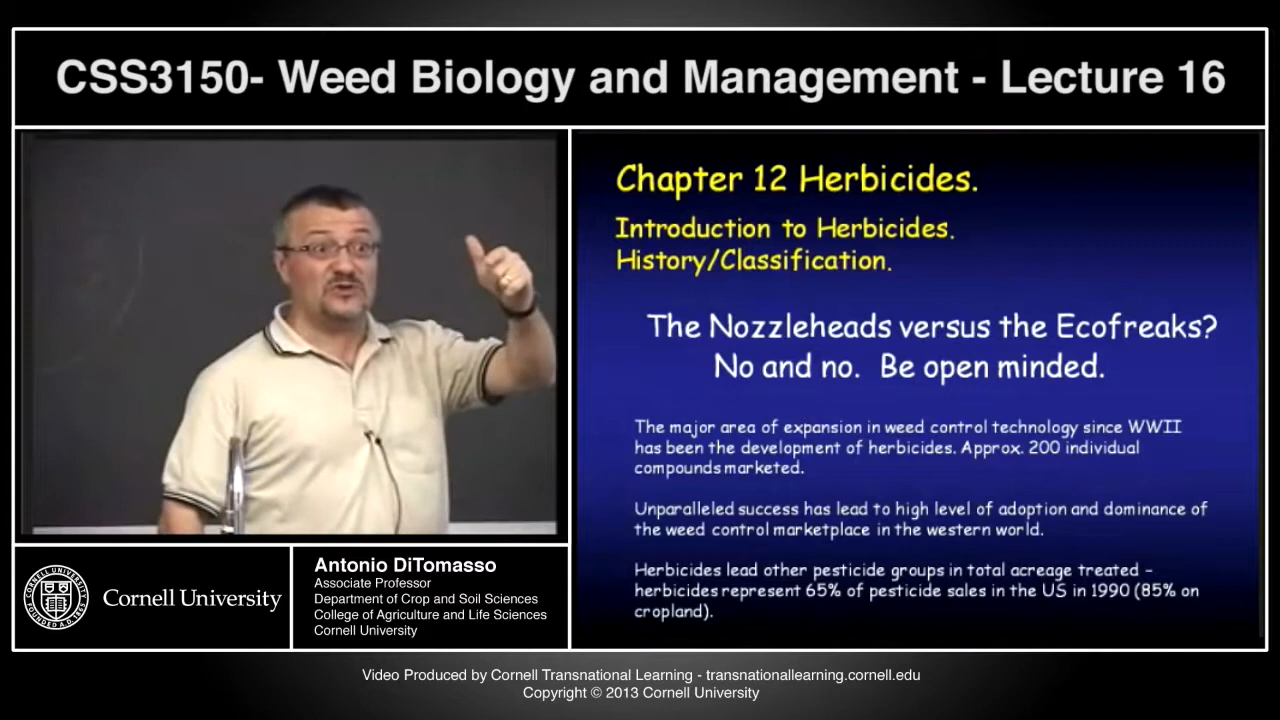 CSS3150- Weed Biology and Management - Lecture 16
Chapter 12 Herbicides.
Introduction to Herbicides.
History/Classification.
The Nozzleheads versus the Ecofreaks?
No and no. Be open minded.
The major area of expansion in weed control technology since WWII
has been the development of herbicides. Approx. 200 individual
compounds marketed.
Unparalleled success has lead to high level of adoption and dominance of
the weed control marketplace in the western world.
Herbicides lead other pesticide groups in total acreage treated –
herbicides represent 65% of pesticide sales in the US in 1990 (85% on
cropland).
Cornell University
Antonio DiTomasso
Associate Professor
Department of Crop and Soil Sciences
College of Agriculture and Life Sciences
Cornell University
Video Produced by Cornell Transnational Learning - transnationallearning.cornell.edu
Copyright © 2013 Cornell University